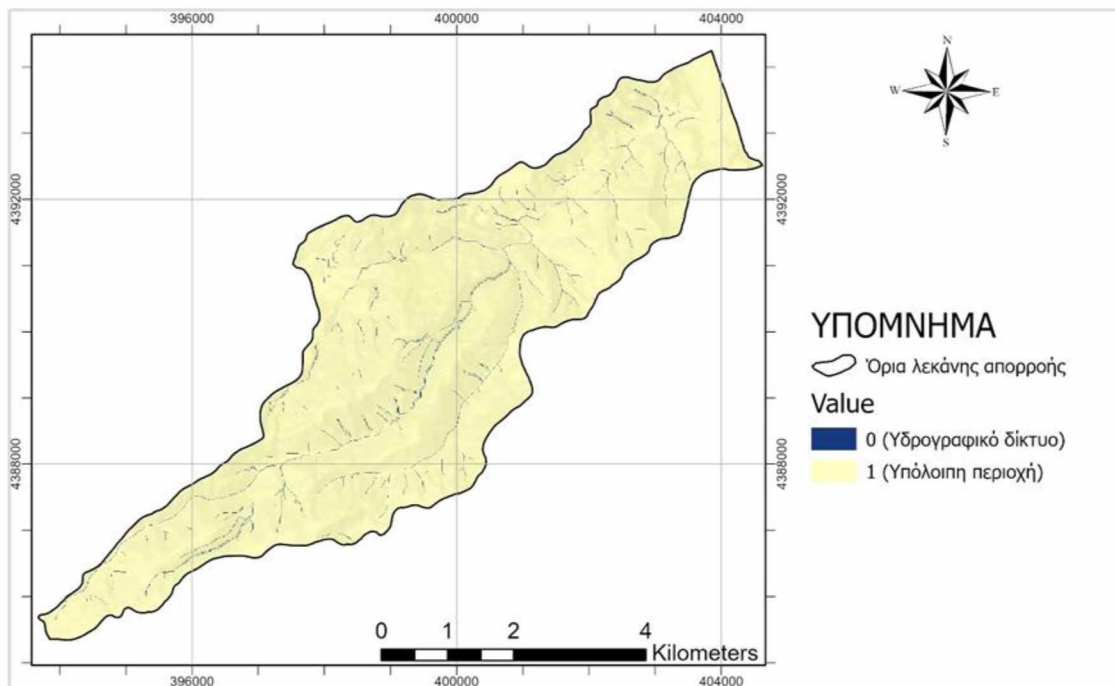 396000 400000 404000
N
W E
S
4392000 4392000
ΥΠΟΜΝΗΜΑ
Όρια λεκάνης απορροής
Value
0 (Υδρογραφικό δίκτυο)
1 (Υπόλοιπη περιοχή)
4388000 4388000
0 1 2 4
Kilometers
396000 400000 404000